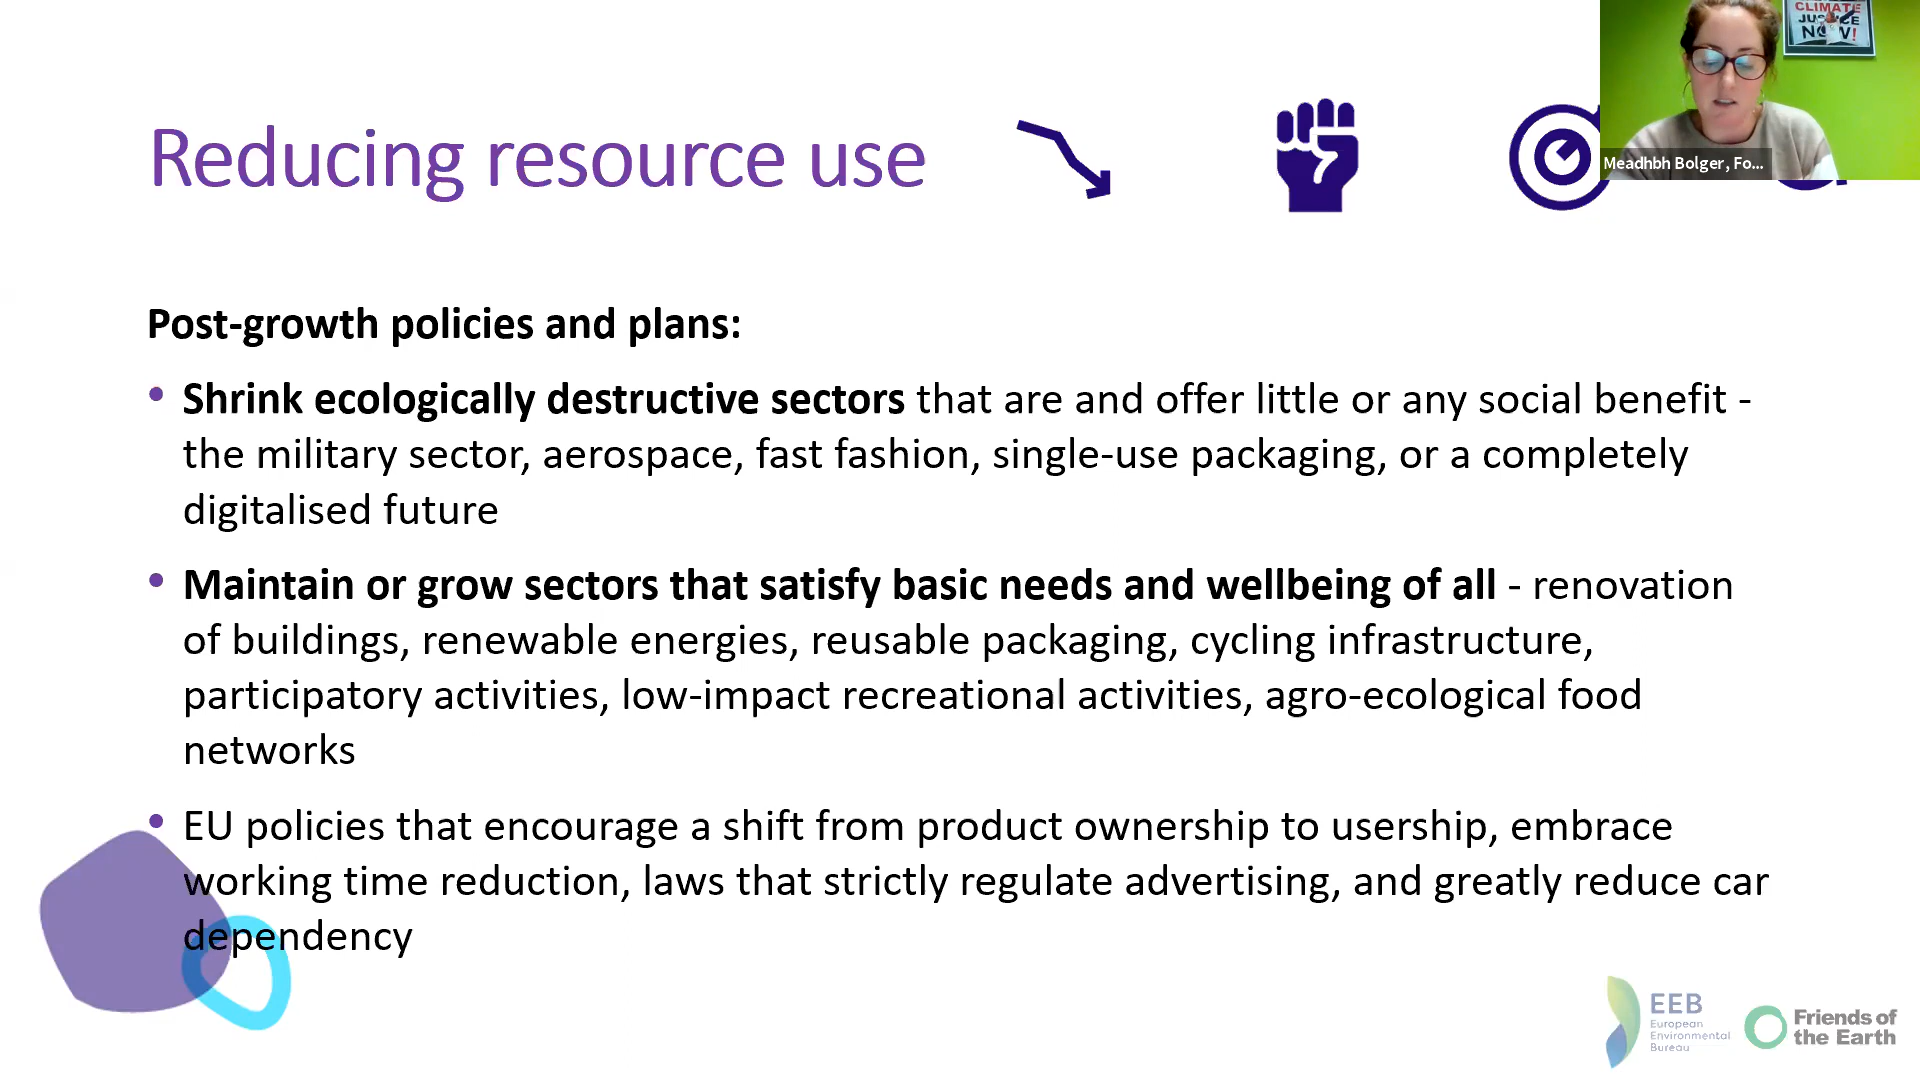 CLIMATE
JUSTICE
NOW!
Meadhbh Bolger, Fo...
Reducing resource use
Post-growth policies and plans:
• Shrink ecologically destructive sectors that are and offer little or any social benefit -
the military sector, aerospace, fast fashion, single-use packaging, or a completely
digitalised future
• Maintain or grow sectors that satisfy basic needs and wellbeing of all - renovation
of buildings, renewable energies, reusable packaging, cycling infrastructure,
participatory activities, low-impact recreational activities, agro-ecological food
networks
• EU policies that encourage a shift from product ownership to usership, embrace
working time reduction, laws that strictly regulate advertising, and greatly reduce car
dependency
EEB
European
Environmental
Bureau
Friends of
the Earth